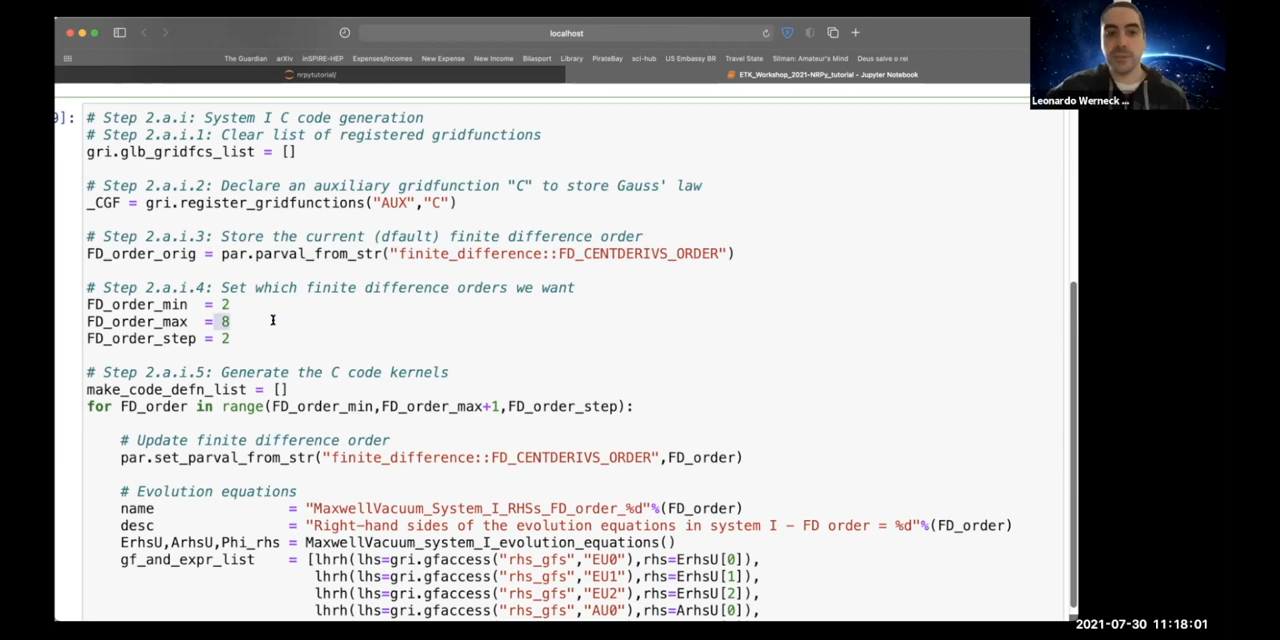 localhost
The Guardian arXiv InSPIRE-HEP Expenses/Incomes New Expense New Income Bilasport Library PirateBay sci-hub US Embassy BR Travel State Silman: Amateur's Mind Deus salve o rei
nrpytutorial/
ETK_Workshop_2021-NRPy_tutorial - Jupyter Notebook
Leonardo Werneck ...
9]:
# Step 2.a.i: System I C code generation
# Step 2.a.i.1: Clear list of registered gridfunctions
gri.glb_gridfcs_list = []
# Step 2.a.i.2: Declare an auxiliary gridfunction "C" to store Gauss' law
_CGF = gri.register_gridfunctions("AUX","C")
# Step 2.a.i.3: Store the current (dfault) finite difference order
FD_order_orig = par.parval_from_str("finite_difference::FD_CENTDERIVS_ORDER")
# Step 2.a.i.4: Set which finite difference orders we want
FD_order_min = 2
FD_order_max = 8
FD_order_step = 2
# Step 2.a.i.5: Generate the C code kernels
make_code_defn_list = []
for FD_order in range(FD_order_min,FD_order_max+1,FD_order_step):
# Update finite difference order
par.set_parval_from_str("finite_difference::FD_CENTDERIVS_ORDER",FD_order)
# Evolution equations
name = "MaxwellVacuum_System_I_RHSs_FD_order_%d"%(FD_order)
desc = "Right-hand sides of the evolution equations in system I - FD order = %d"%(FD_order)
ErhsU,ArhsU,Phi_rhs = MaxwellVacuum_system_I_evolution_equations()
gf_and_expr_list = [lhrh(lhs=gri.gfaccess("rhs_gfs","EU0"),rhs=ErhsU[0]),
lhrh(lhs=gri.gfaccess("rhs_gfs","EU1"),rhs=ErhsU[1]),
lhrh(lhs=gri.gfaccess("rhs_gfs","EU2"),rhs=ErhsU[2]),
lhrh(lhs=gri.gfaccess("rhs_gfs","AU0"),rhs=ArhsU[0]),
2021-07-30 11:18:01